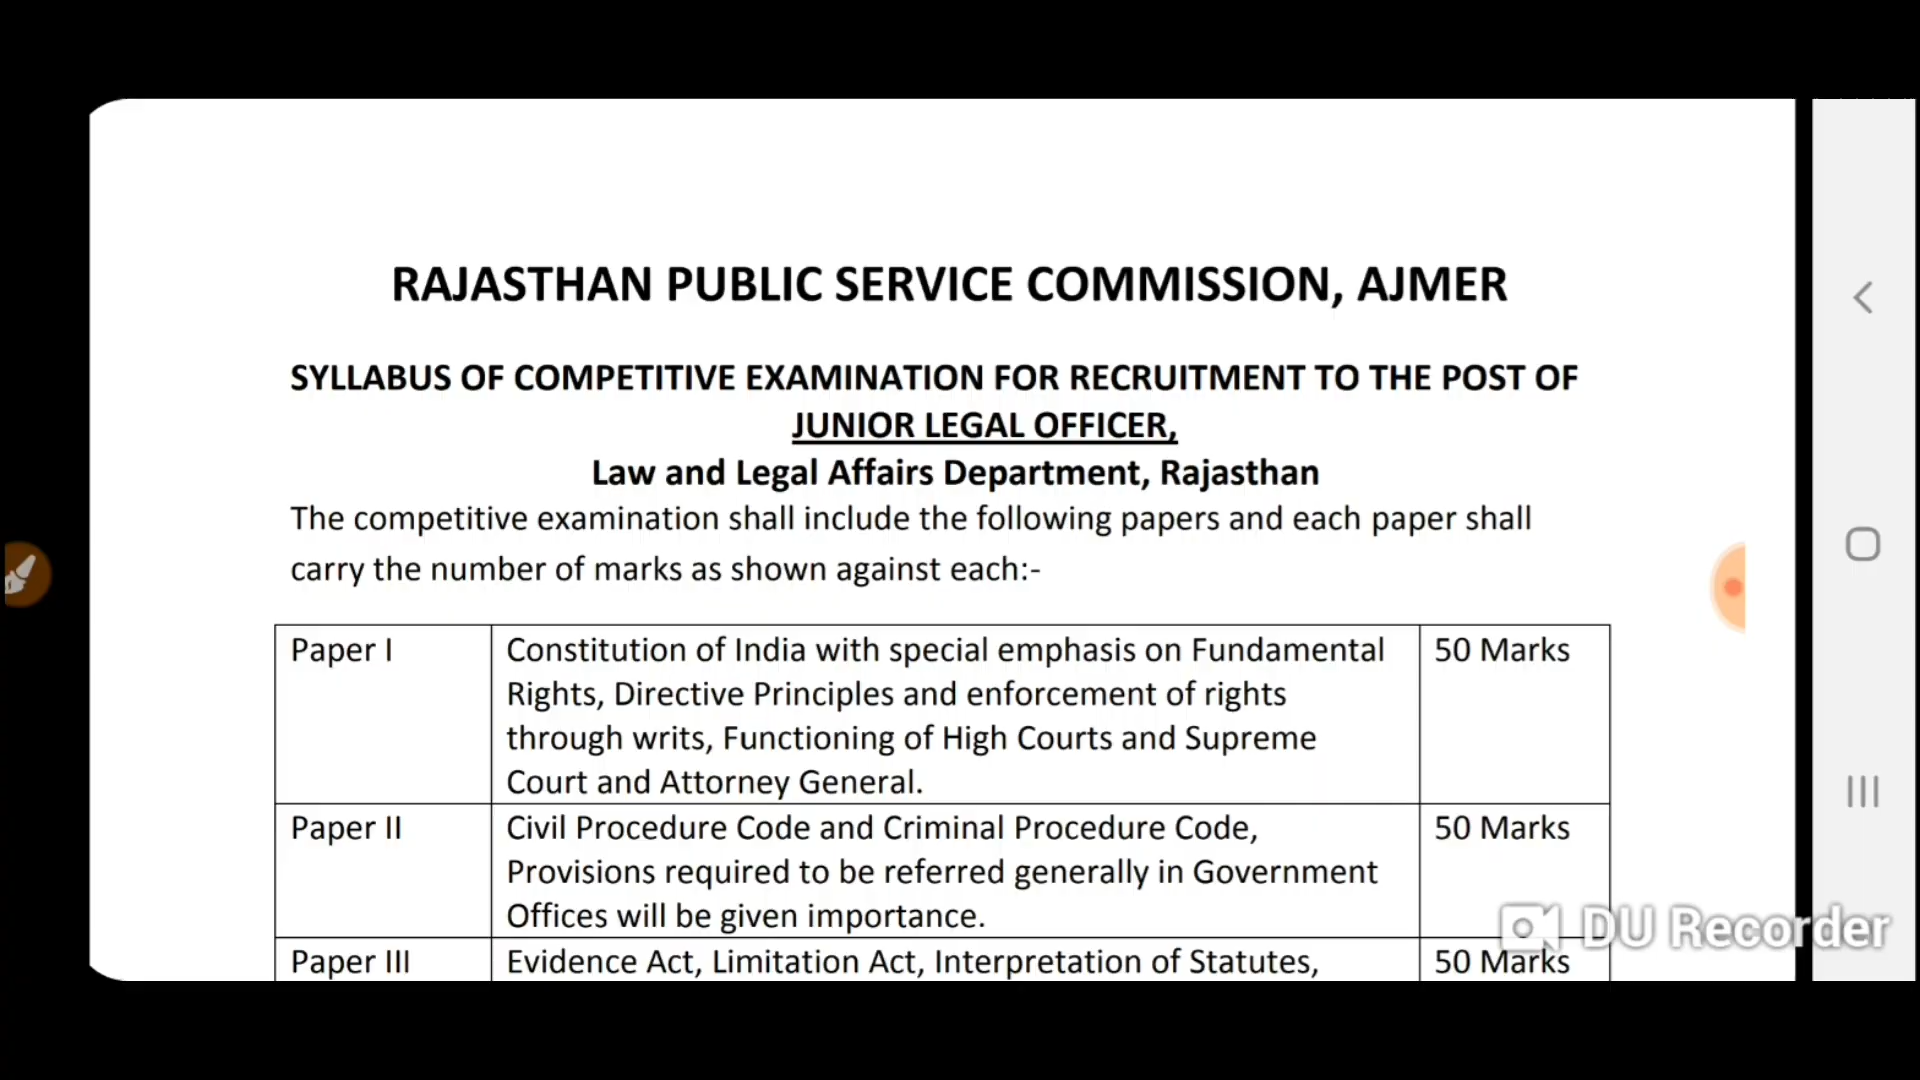 RAJASTHAN PUBLIC SERVICE COMMISSION, AJMER
SYLLABUS OF COMPETITIVE EXAMINATION FOR RECRUITMENT TO THE POST OF
JUNIOR LEGAL OFFICER,
Law and Legal Affairs Department, Rajasthan
The competitive examination shall include the following papers and each paper shall
carry the number of marks as shown against each:-
Paper I
Constitution of India with special emphasis on Fundamental
Rights, Directive Principles and enforcement of rights
through writs, Functioning of High Courts and Supreme
Court and Attorney General.
50 Marks
Paper II
Civil Procedure Code and Criminal Procedure Code,
Provisions required to be referred generally in Government
Offices will be given importance.
50 Marks
Paper III
Evidence Act, Limitation Act, Interpretation of Statutes,
50 Marks
DU Recorder